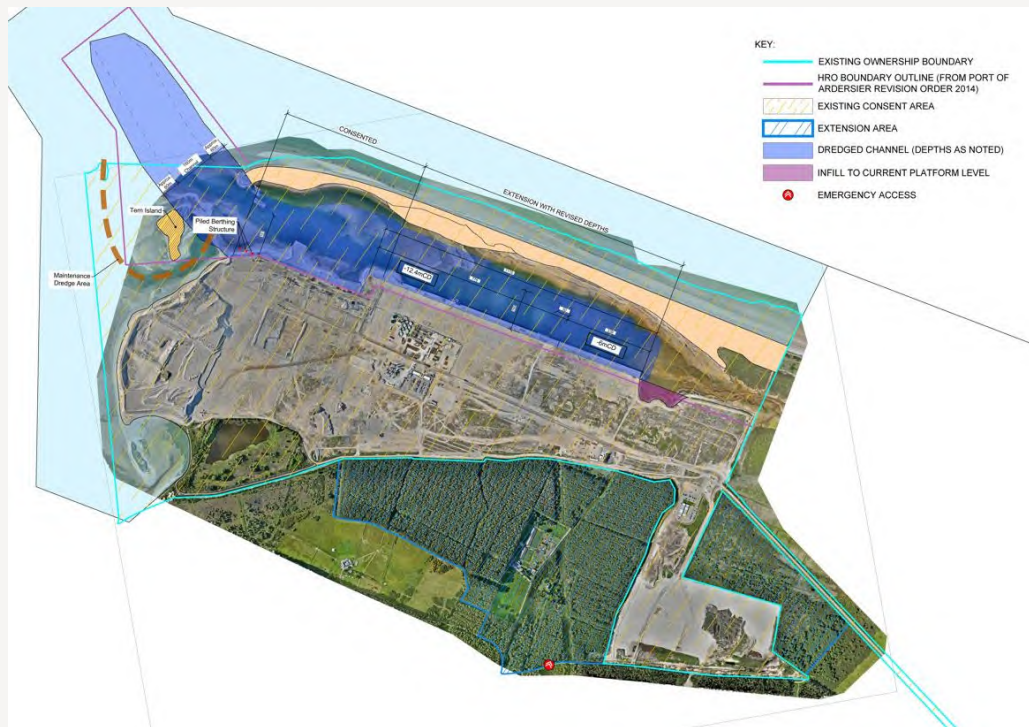 KEY:
EXISTING OWNERSHIP BOUNDARY
HRO BOUNDARY OUTLINE (FROM PORT OF
ARDERSIER REVISION ORDER 2014)
EXISTING CONSENT AREA
EXTENSION AREA
DREDGED CHANNEL (DEPTHS AS NOTED)
INFILL TO CURRENT PLATFORM LEVEL
EMERGENCY ACCESS
CONSENTED
EXTENSION WITH REVISED DEPTHS
Tern Island
Piled Berthing
Structure
Maintenance
Dredge Area
-12.4mCD
-6mCD